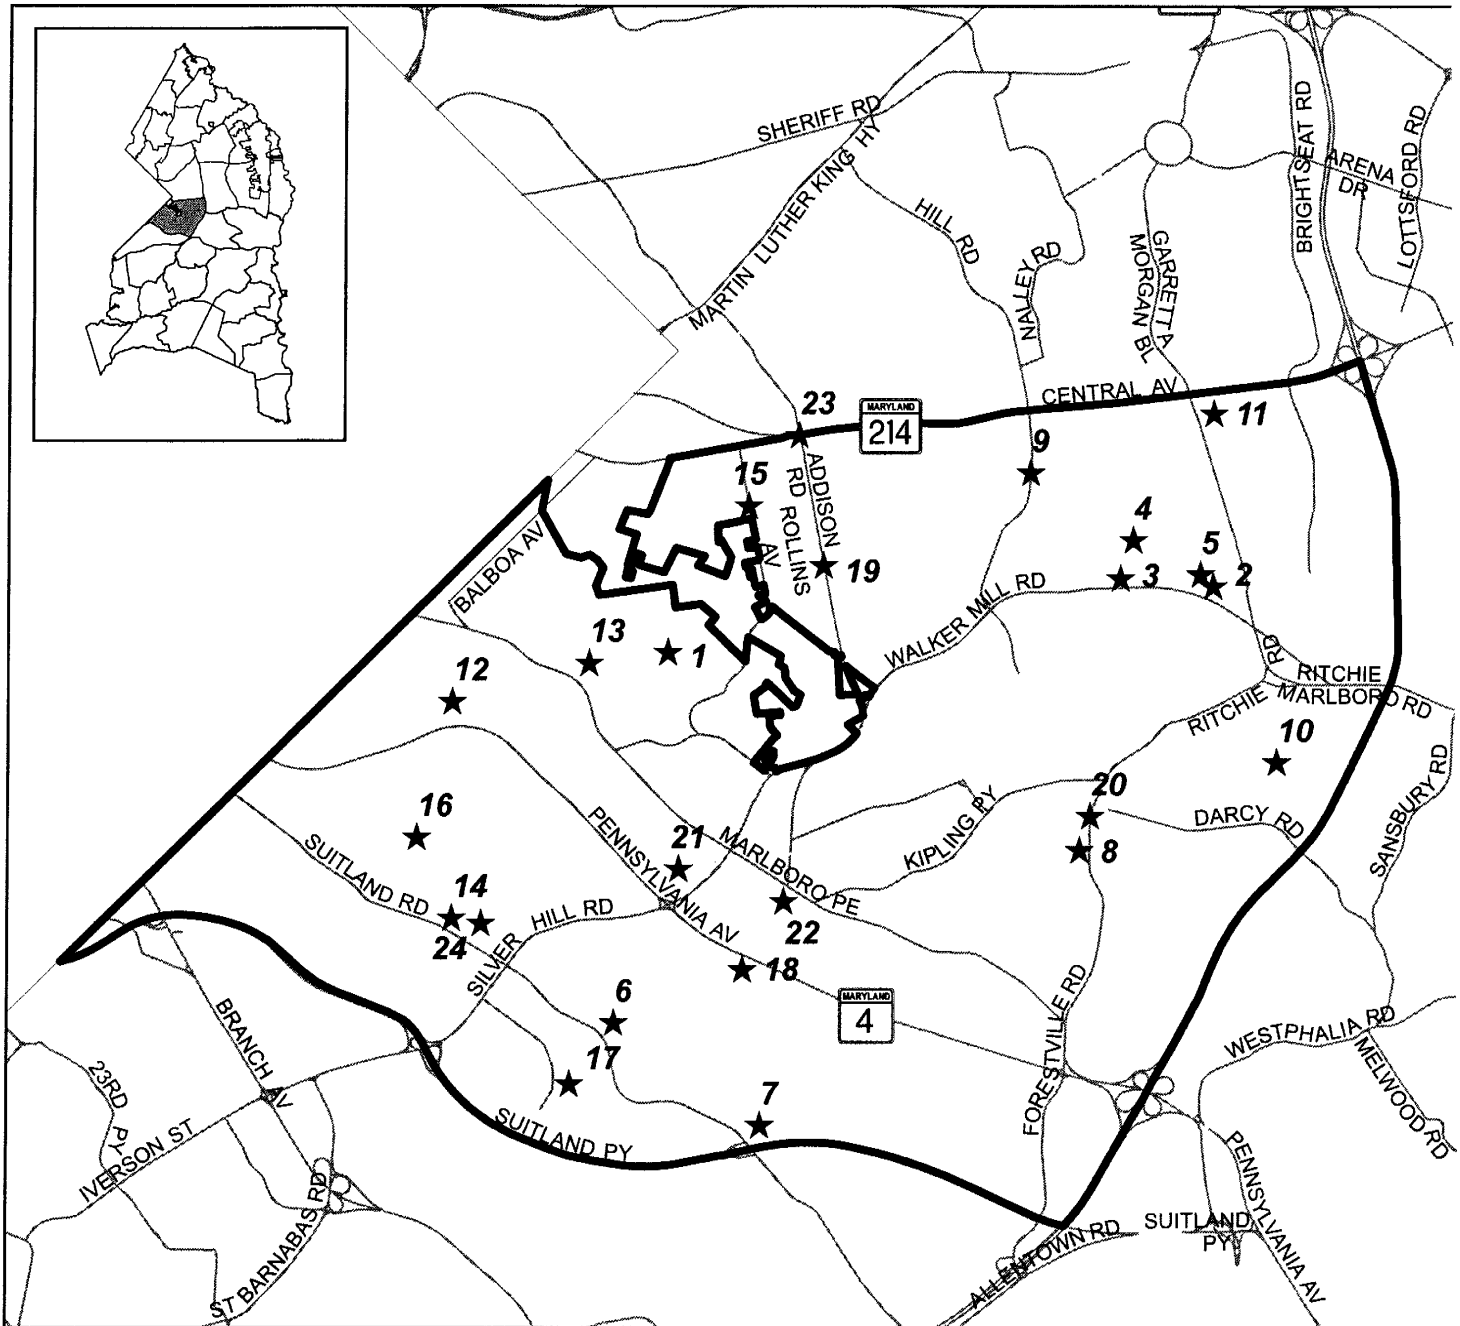 SHERIFF RD
MARTIN LUTHER KING HY
BRIGHTSEAT RD
LOTTSFORD RD
ARENA
DR
HILL RD
NALLEY RD
GARRETT A
MORGAN BL
CENTRAL AV
23
MARYLAND
214
11
9
15
ADDISON
RD
ROLLINS
AV
4
5
BALBOA AV
19
3
2
WALKER MILL RD
13
1
12
RD
RITCHIE
MARLBORO RD
RITCHIE
10
20
SANSBURY RD
16
KIPLING PY
DARCY RD
PENNSYLVANIA AV
21
MARLBORO PE
8
SUITLAND RD
14
HILL RD
SILVER
24
22
18
6
MARYLAND
4
FORESTVILLE RD
WESTPHALIA RD
MELWOOD RD
BRANCH AV
17
23RD
PY
7
SUITLAND PY
IVERSON ST
PENNSYLVANIA AV
ST BARNABAS RD
ALLENTOWN RD
SUITLAND
PY